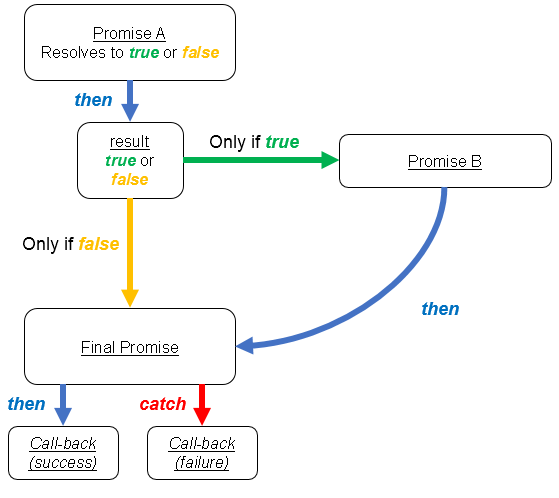 Promise A
Resolves to true or false
then
result
true or
false
Only if true
Promise B
Only if false
then
Final Promise
then
catch
Call-back
(success)
Call-back
(failure)